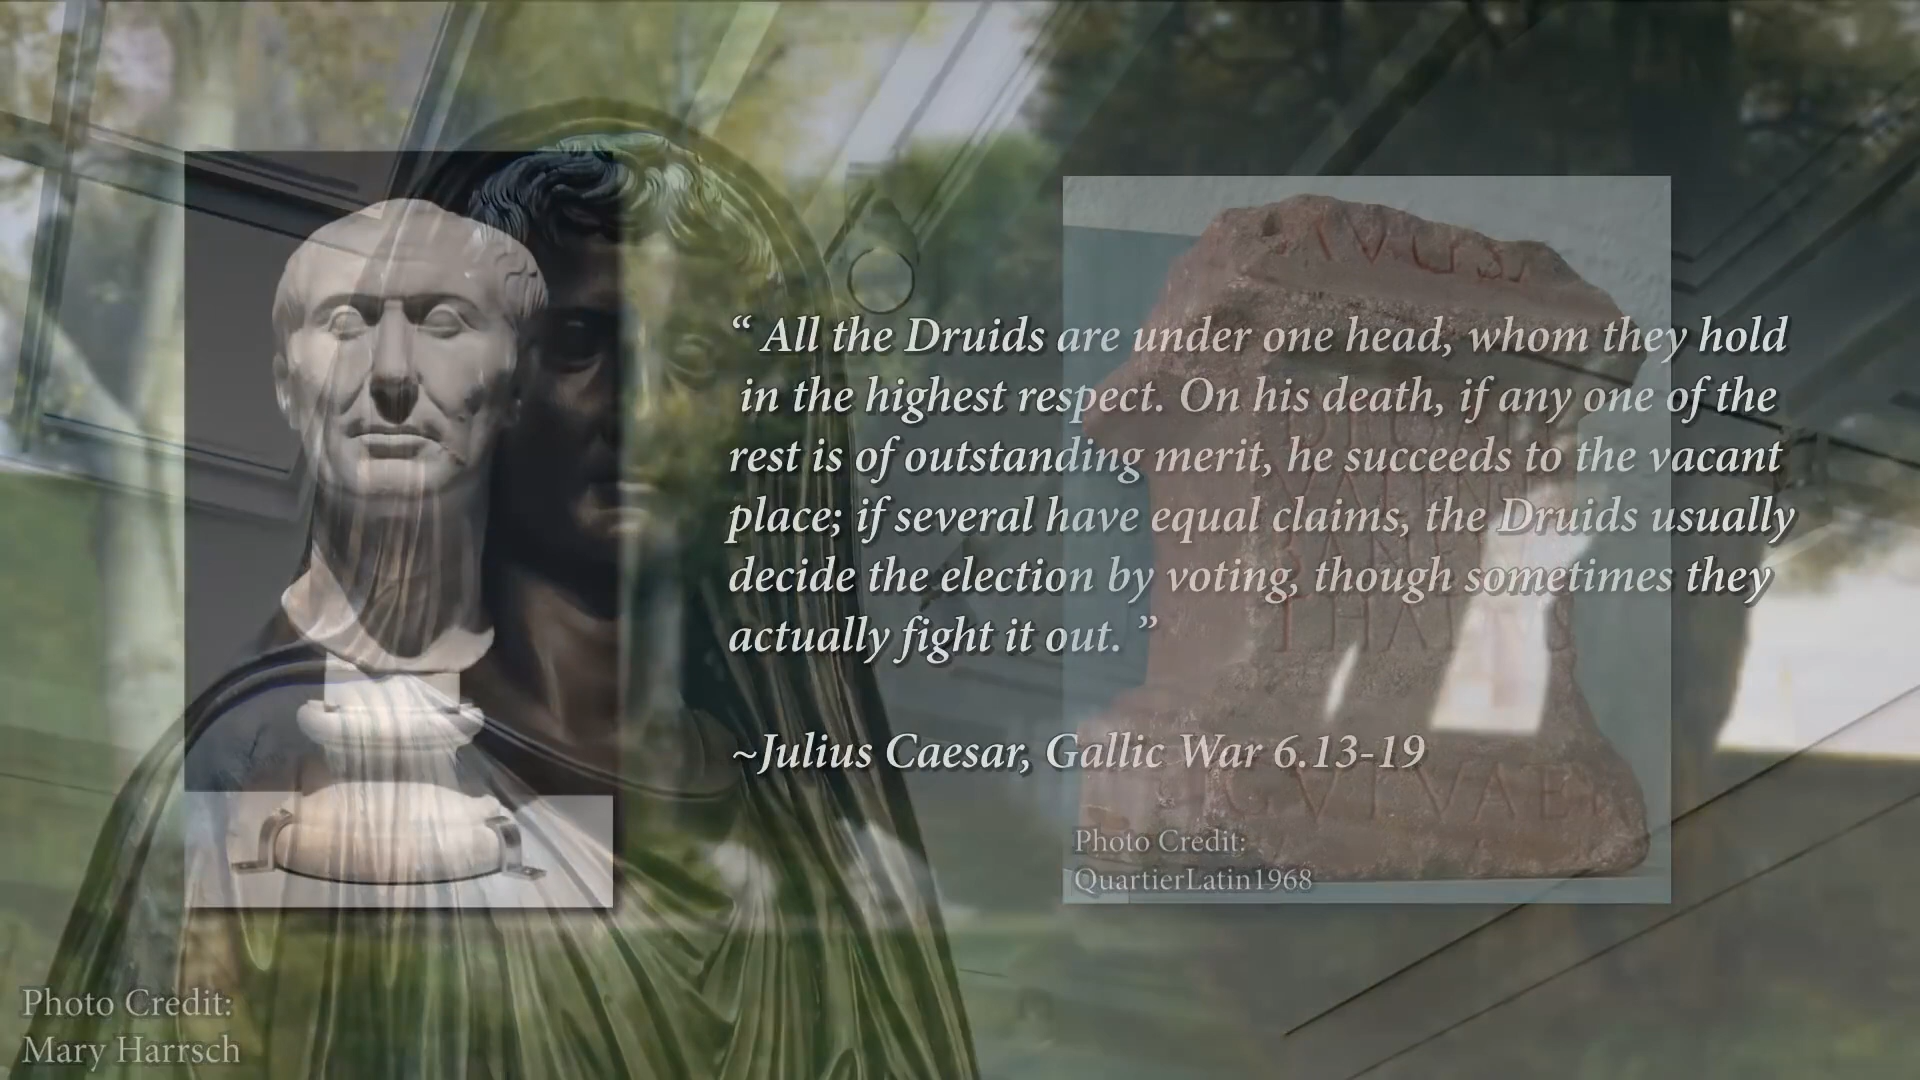 “ All the Druids are under one head, whom they hold
in the highest respect. On his death, if any one of the
rest is of outstanding merit, he succeeds to the vacant
place; if several have equal claims, the Druids usually
decide the election by voting, though sometimes they
actually fight it out. ”
~Julius Caesar, Gallic War 6.13-19
Photo Credit:
QuartierLatin1968
Photo Credit:
Mary Harrsch